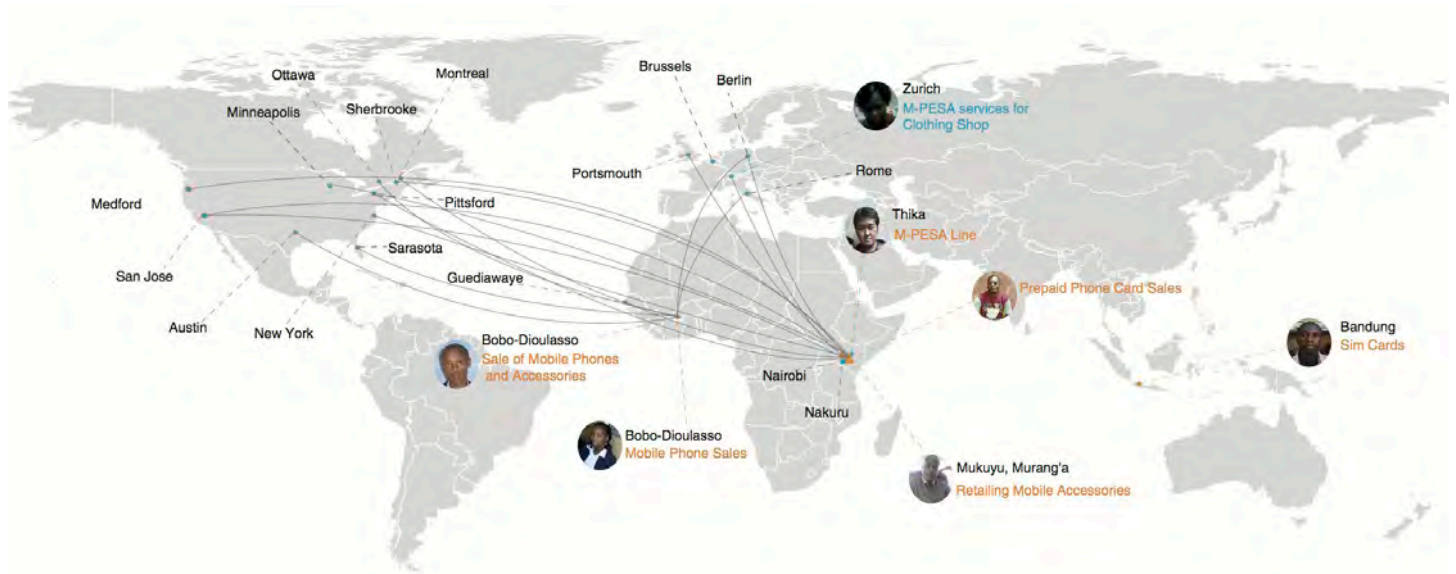 Ottawa
Montreal
Minneapolis
Sherbrooke
Brussels
Berlin
Zurich
M-PESA services for
Clothing Shop
Portsmouth
Rome
Medford
Pittsford
Thika
M-PESA Line
Sarasota
San Jose
Guediawaye
Prepaid Phone Card Sales
Austin
New York
Bobo-Dioulasso
Sale of Mobile Phones
and Accessories
Bandung
Sim Cards
Nairobi
Nakuru
Bobo-Dioulasso
Mobile Phone Sales
Mukuyu, Murang'a
Retailing Mobile Accessories